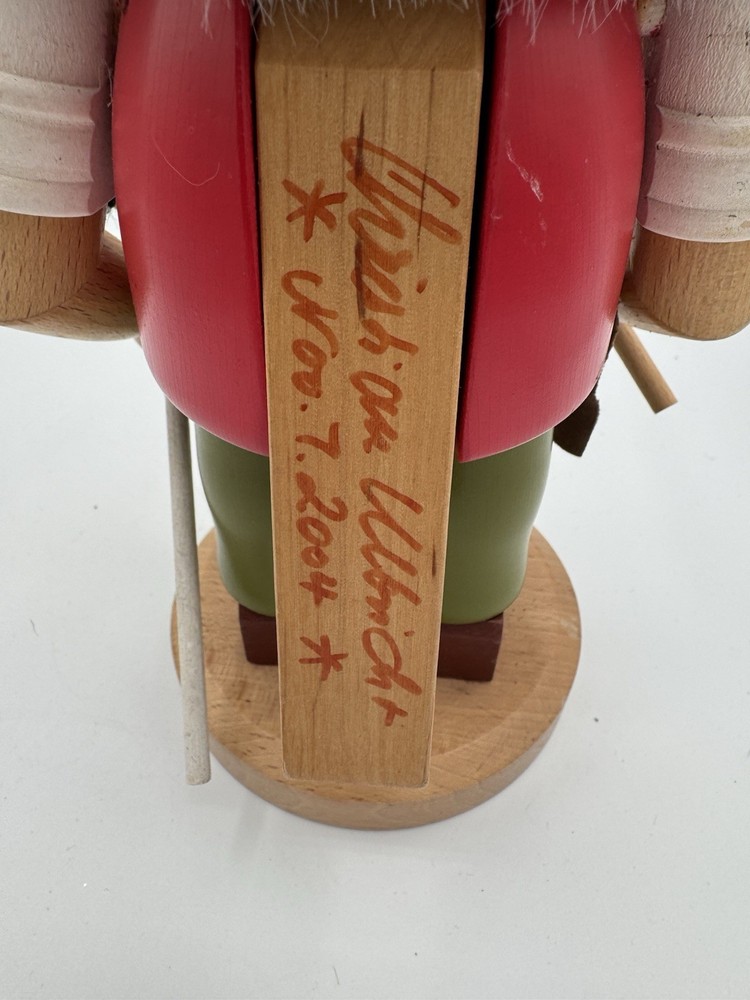 Christian Ulbricht
* Nov. 7. 2004 *